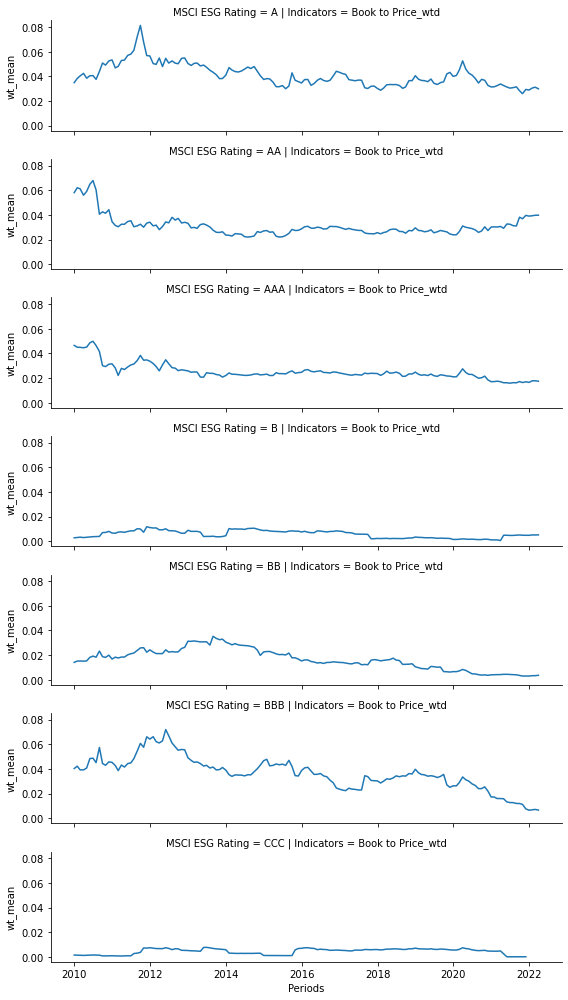 MSCI ESG Rating = A | Indicators = Book to Price_wtd
0.08
0.06
0.04
0.02
0.00
wt_mean
MSCI ESG Rating = AA | Indicators = Book to Price_wtd
0.08
0.06
0.04
0.02
0.00
wt_mean
MSCI ESG Rating = AAA | Indicators = Book to Price_wtd
0.08
0.06
0.04
0.02
0.00
wt_mean
MSCI ESG Rating = B | Indicators = Book to Price_wtd
0.08
0.06
0.04
0.02
0.00
wt_mean
MSCI ESG Rating = BB | Indicators = Book to Price_wtd
0.08
0.06
0.04
0.02
0.00
wt_mean
MSCI ESG Rating = BBB | Indicators = Book to Price_wtd
0.08
0.06
0.04
0.02
0.00
wt_mean
MSCI ESG Rating = CCC | Indicators = Book to Price_wtd
0.08
0.06
0.04
0.02
0.00
wt_mean
2010 2012 2014 2016 2018 2020 2022
Periods